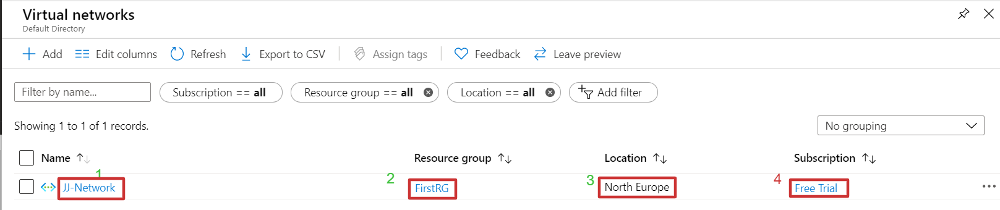 Virtual networks
Default Directory
Add Edit columns Refresh Export to CSV Assign tags Feedback Leave preview
Filter by name... Subscription == all Resource group == all Location == all Add filter
Showing 1 to 1 of 1 records. No grouping
Name Resource group Location Subscription
1 2 3 4
JJ-Network FirstRG North Europe Free Trial